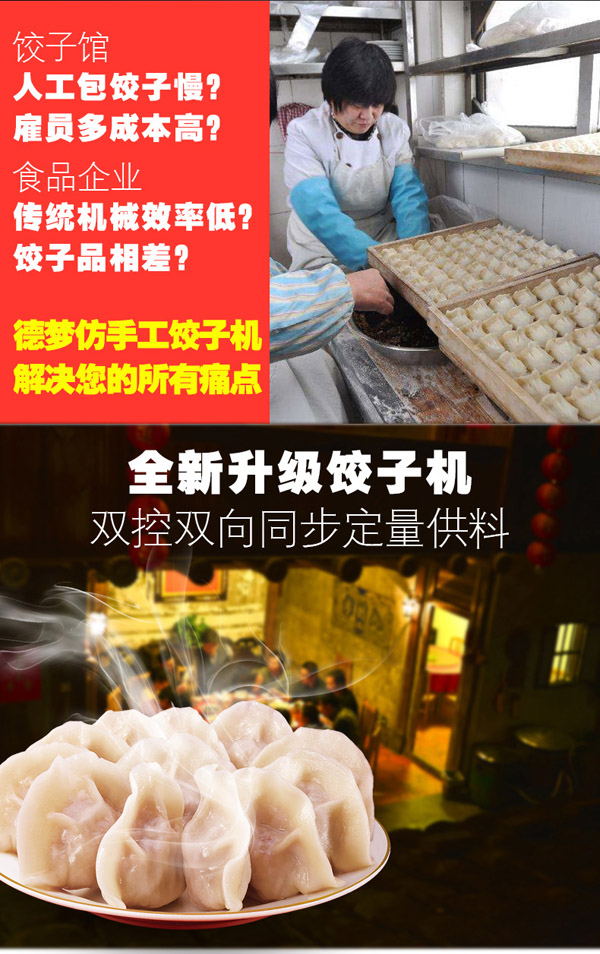 饺子馆
人工包饺子慢?
雇员多成本高?
食品企业
传统机械效率低?
饺子品相差?
德梦仿手工饺子机
解决您的所有痛点
全新升级饺子机
双控双向同步定量供料